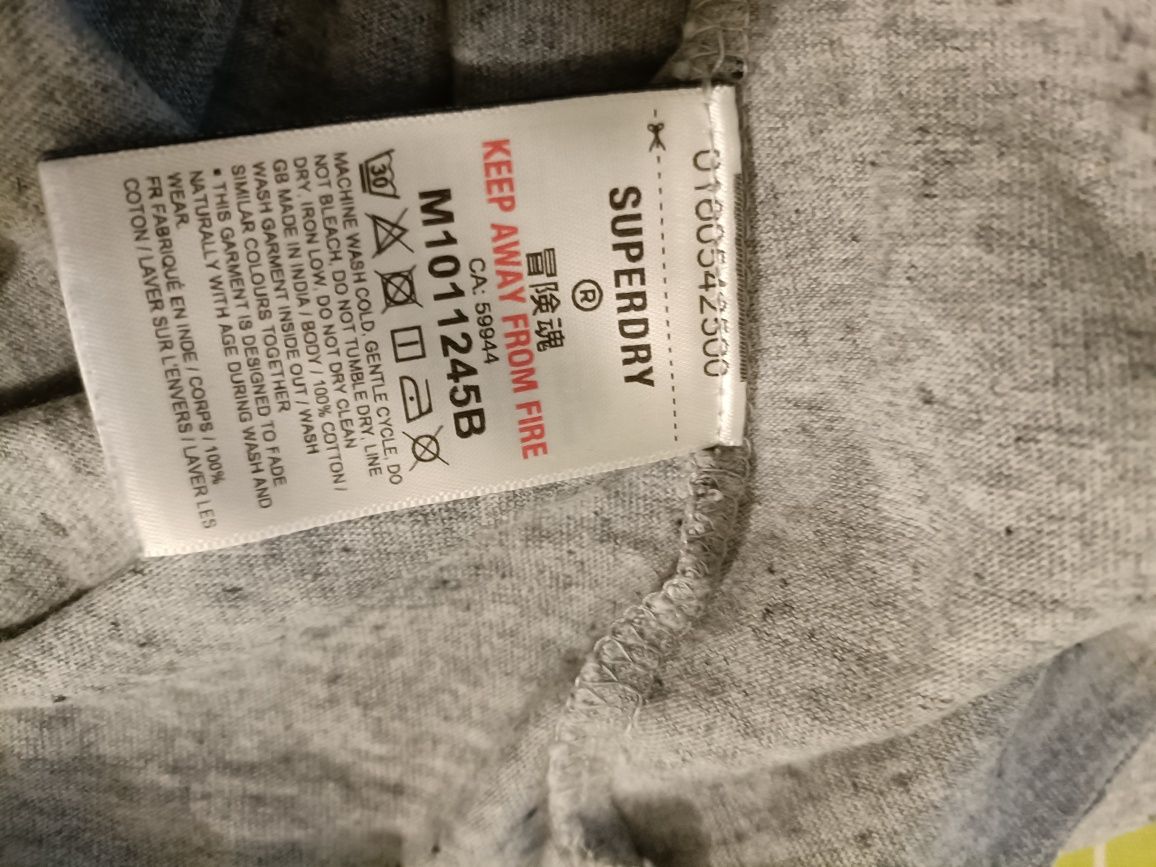 SUPERDRY
®
冒険魂
KEEP AWAY FROM FIRE
CA: 59944
M1011245B
30
MACHINE WASH COLD, GENTLE CYCLE, DO
NOT BLEACH, DO NOT TUMBLE DRY, LINE
DRY, IRON LOW, DO NOT DRY CLEAN
GB MADE IN INDIA / BODY / 100% COTTON /
WASH GARMENT INSIDE OUT / WASH
SIMILAR COLOURS TOGETHER
▪ THIS GARMENT IS DESIGNED TO FADE
NATURALLY WITH AGE DURING WASH AND
WEAR.
FR FABRIQUÉ EN INDE / CORPS / 100%
COTON / LAVER SUR L'ENVERS / LAVER LES